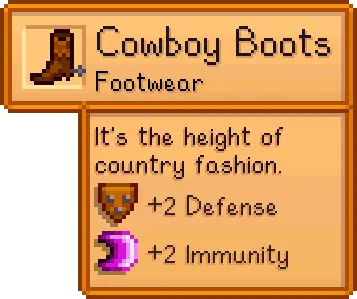 Cowboy Boots
Footwear
It's the height of
country fashion.
+2 Defense
+2 Immunity